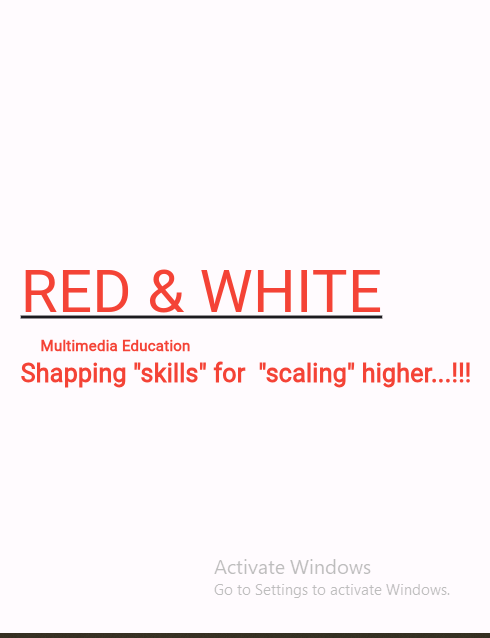 RED & WHITE
Multimedia Education
Shapping "skills" for  "scaling" higher...!!!
Activate Windows
Go to Settings to activate Windows.